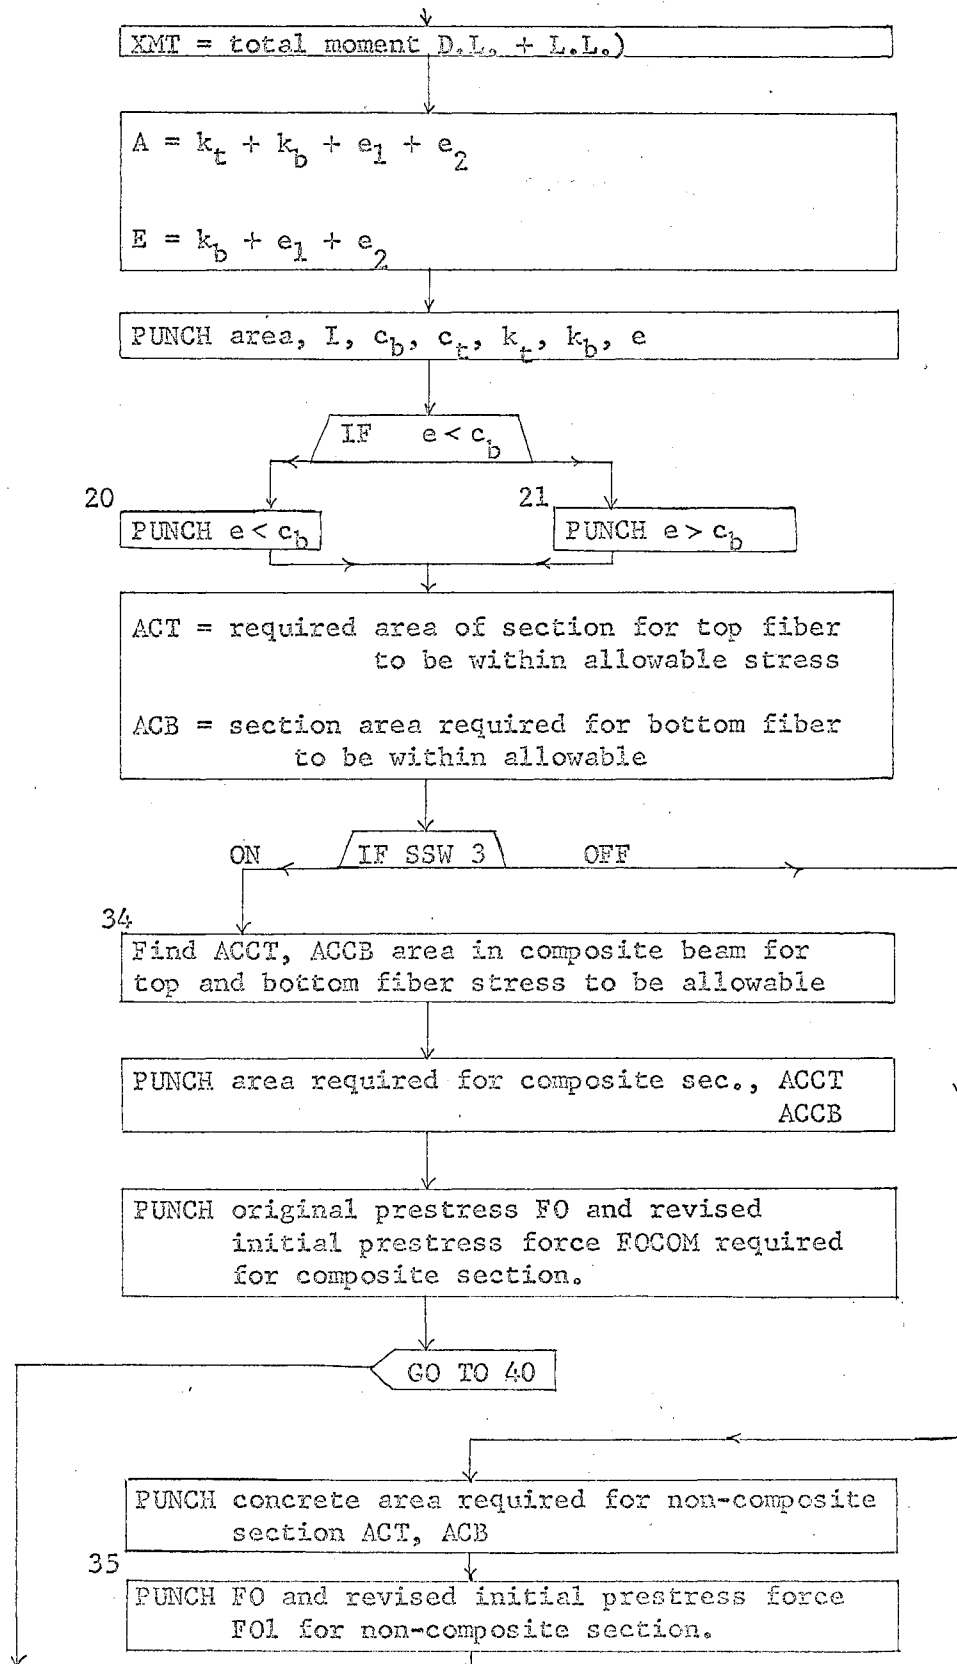 XMT = total moment D.L. + L.L.)
A = k_t + k_b + e_1 + e_2
E = k_b + e_1 + e_2
PUNCH area, I, c_b, c_t, k_t, k_b, e
IF e < c_b
20
21
PUNCH e < c_b
PUNCH e > c_b
ACT = required area of section for top fiber
to be within allowable stress
ACB = section area required for bottom fiber
to be within allowable
ON
IF SSW 3
OFF
34
Find ACCT, ACCB area in composite beam for
top and bottom fiber stress to be allowable
PUNCH area required for composite sec., ACCT
ACCB
PUNCH original prestress FO and revised
initial prestress force FOCOM required
for composite section.
GO TO 40
PUNCH concrete area required for non-composite
section ACT, ACB
35
PUNCH FO and revised initial prestress force
FO1 for non-composite section.